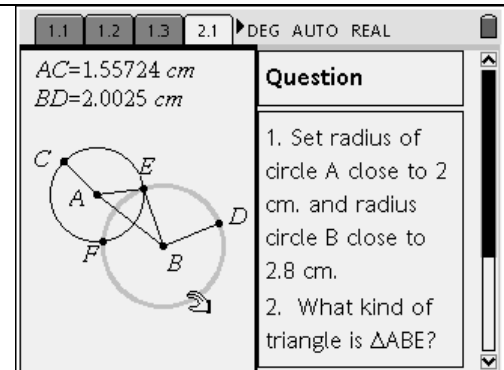 1.1 1.2 1.3 2.1 DEG AUTO REAL
AC=1.55724 cm
BD=2.0025 cm
C
E
A
D
F
B
Question
1. Set radius of
circle A close to 2
cm. and radius
circle B close to
2.8 cm.
2. What kind of
triangle is ΔABE?